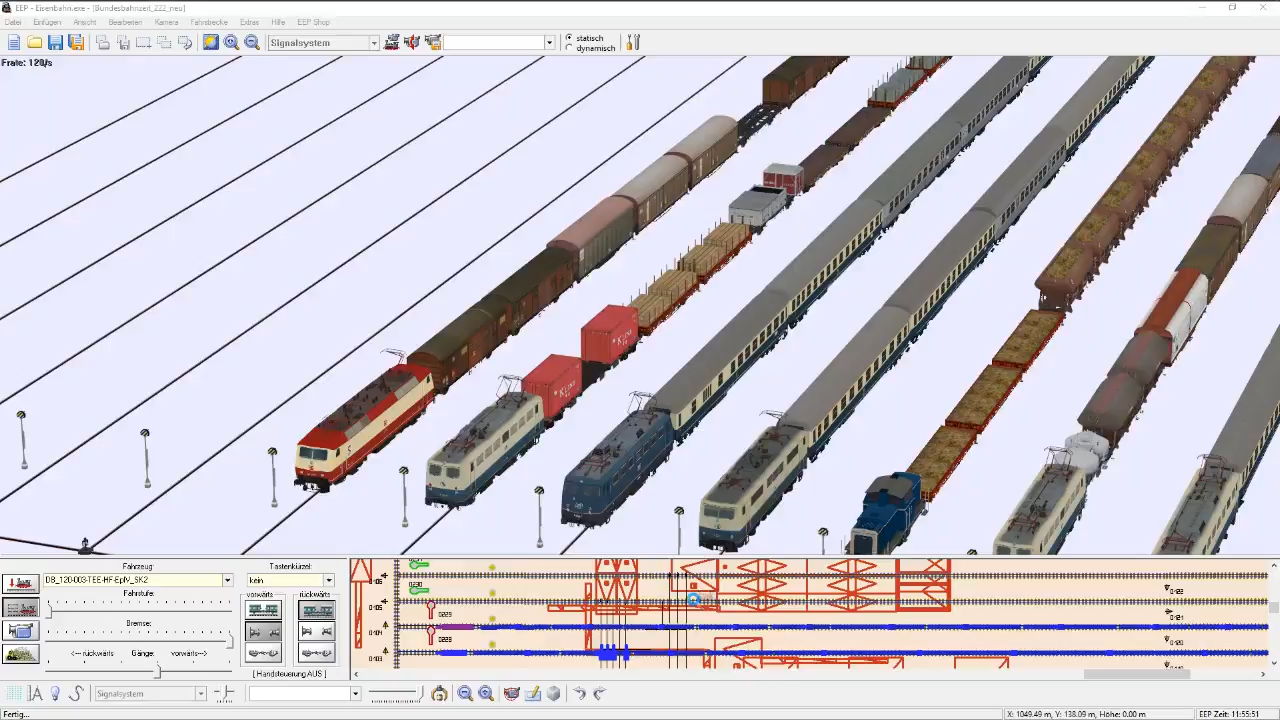 EEP - Eisenbahn.exe - [Bundesbahnzeit_222_neu]
Datei Einfügen Ansicht Bearbeiten Kamera Fahrstrecke Extras Hilfe EEP Shop
Signalsystem statisch
dynamisch
Frate: 120/s
Fahrzeug:
DB_120-003-TEE-HF-EpIV_SK2
Fahrstufe:
Bremse:
<--- rückwärts Gänge: vorwärts-->
Tastenkürzel:
kein
vorwärts rückwärts
[ Handsteuerung AUS ]
Signalsystem
Fertig...
X: 1049.49 m, Y: 138.09 m, Höhe: 0.00 m
EEP Zeit: 11:55:51